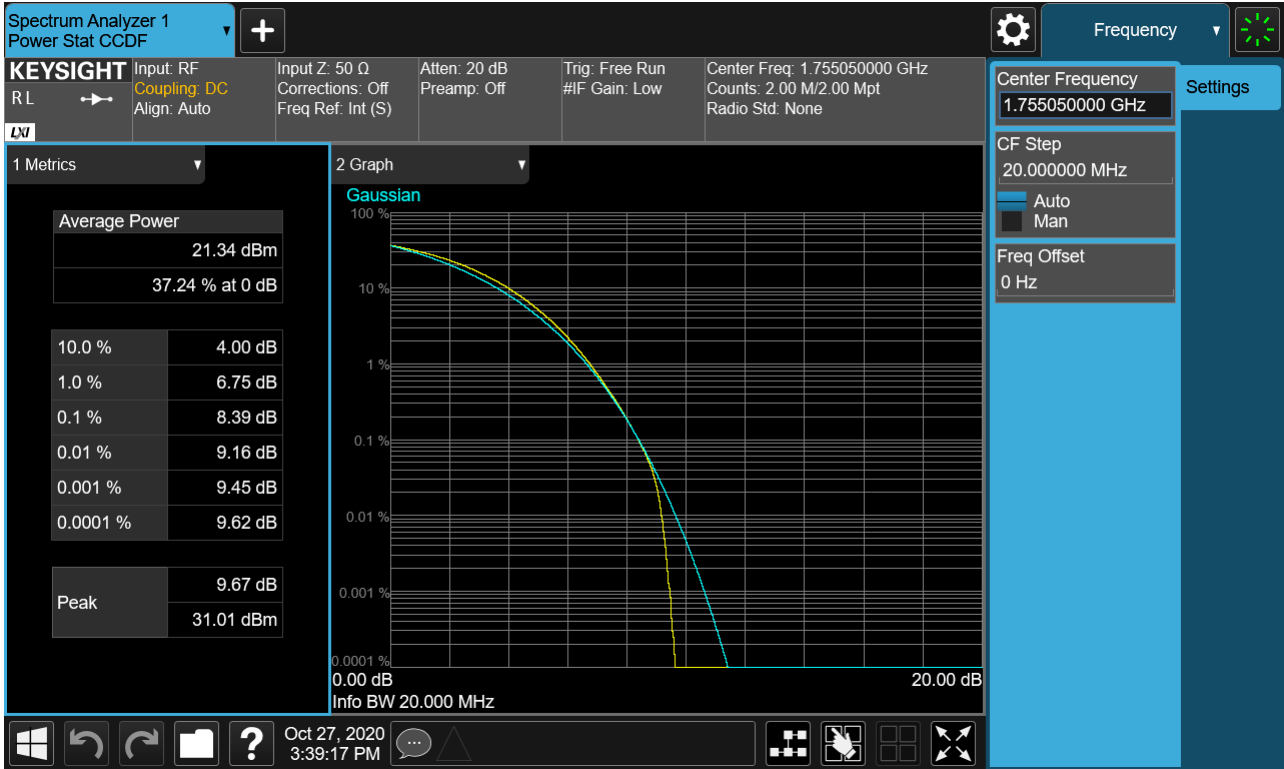 Spectrum Analyzer 1
Power Stat CCDF
▼
+
Frequency
▼
KEYSIGHT
R L
LXI
Input: RF
Coupling: DC
Align: Auto
Input Z: 50 Ω
Corrections: Off
Freq Ref: Int (S)
Atten: 20 dB
Preamp: Off
Trig: Free Run
#IF Gain: Low
Center Freq: 1.755050000 GHz
Counts: 2.00 M/2.00 Mpt
Radio Std: None
Center Frequency
1.755050000 GHz
Settings
CF Step
20.000000 MHz
Auto
Man
Freq Offset
0 Hz
1 Metrics ▼
Average Power
21.34 dBm
37.24 % at 0 dB
10.0 % 4.00 dB
1.0 % 6.75 dB
0.1 % 8.39 dB
0.01 % 9.16 dB
0.001 % 9.45 dB
0.0001 % 9.62 dB
Peak
9.67 dB
31.01 dBm
2 Graph ▼
Gaussian
100 %
10 %
1 %
0.1 %
0.01 %
0.001 %
0.0001 %
0.00 dB 20.00 dB
Info BW 20.000 MHz
?
Oct 27, 2020
3:39:17 PM